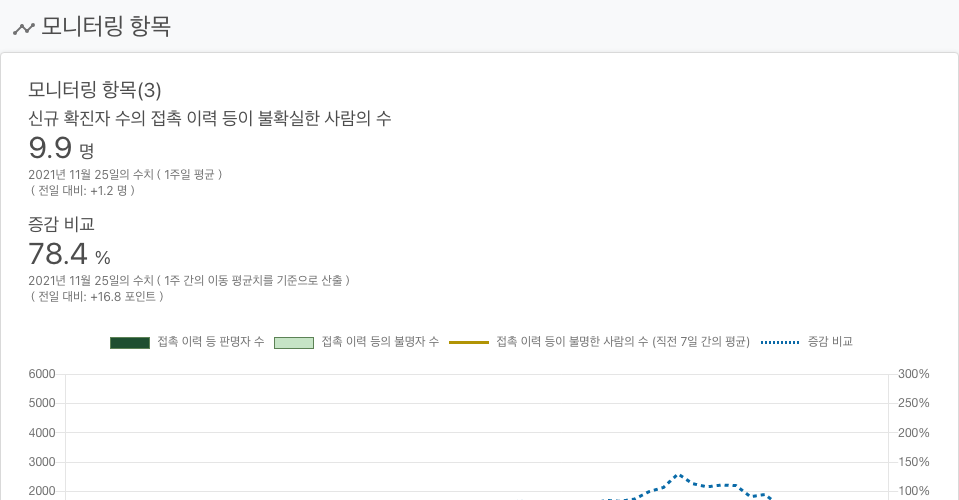 모니터링 항목
모니터링 항목(3)
신규 확진자 수의 접촉 이력 등이 불확실한 사람의 수
9.9 명
2021년 11월 25일의 수치 ( 1주일 평균 )
( 전일 대비: +1.2 명 )
증감 비교
78.4 %
2021년 11월 25일의 수치 ( 1주 간의 이동 평균치를 기준으로 산출 )
( 전일 대비: +16.8 포인트 )
접촉 이력 등 판명자 수 접촉 이력 등의 불명자 수 접촉 이력 등이 불명한 사람의 수 (직전 7일 간의 평균) 증감 비교
6000 300%
5000 250%
4000 200%
3000 150%
2000 100%